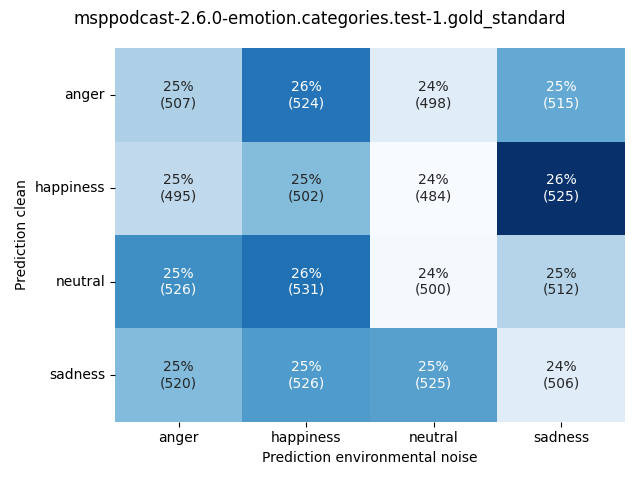 msppodcast-2.6.0-emotion.categories.test-1.gold_standard
Prediction clean
anger
25% 26% 24% 25%
(507) (524) (498) (515)
happiness
25% 25% 24% 26%
(495) (502) (484) (525)
neutral
25% 26% 24% 25%
(526) (531) (500) (512)
sadness
25% 25% 25% 24%
(520) (526) (525) (506)
anger happiness neutral sadness
Prediction environmental noise